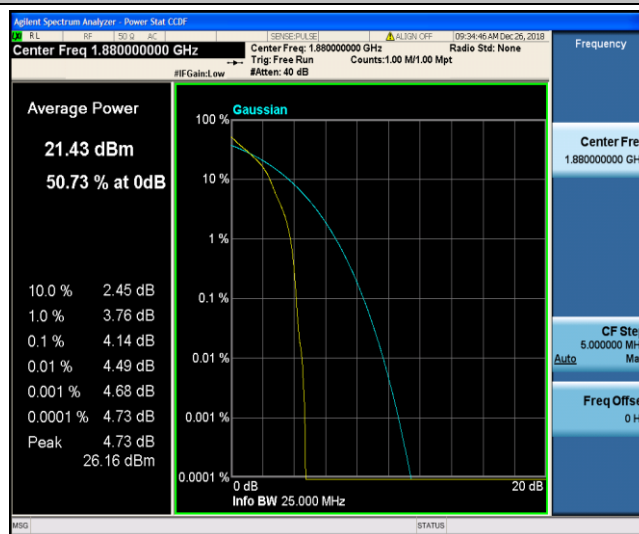 Agilent Spectrum Analyzer - Power Stat CCDF
RL RF 50 Ω AC SENSE:PULSE ALIGN OFF 09:34:46 AM Dec 26, 2018
Center Freq 1.880000000 GHz
Center Freq: 1.880000000 GHz Radio Std: None
Trig: Free Run Counts:1.00 M/1.00 Mpt
#IFGain:Low #Atten: 40 dB
Frequency
Average Power
21.43 dBm
50.73 % at 0dB
10.0 % 2.45 dB
1.0 % 3.76 dB
0.1 % 4.14 dB
0.01 % 4.49 dB
0.001 % 4.68 dB
0.0001 % 4.73 dB
Peak 4.73 dB
26.16 dBm
Gaussian
100 %
10 %
1 %
0.1 %
0.01 %
0.001 %
0.0001 %
0 dB 20 dB
Info BW 25.000 MHz
Center Fre
1.880000000 GH
CF Ste
5.000000 MH
Auto Ma
Freq Offse
0 H
MSG STATUS